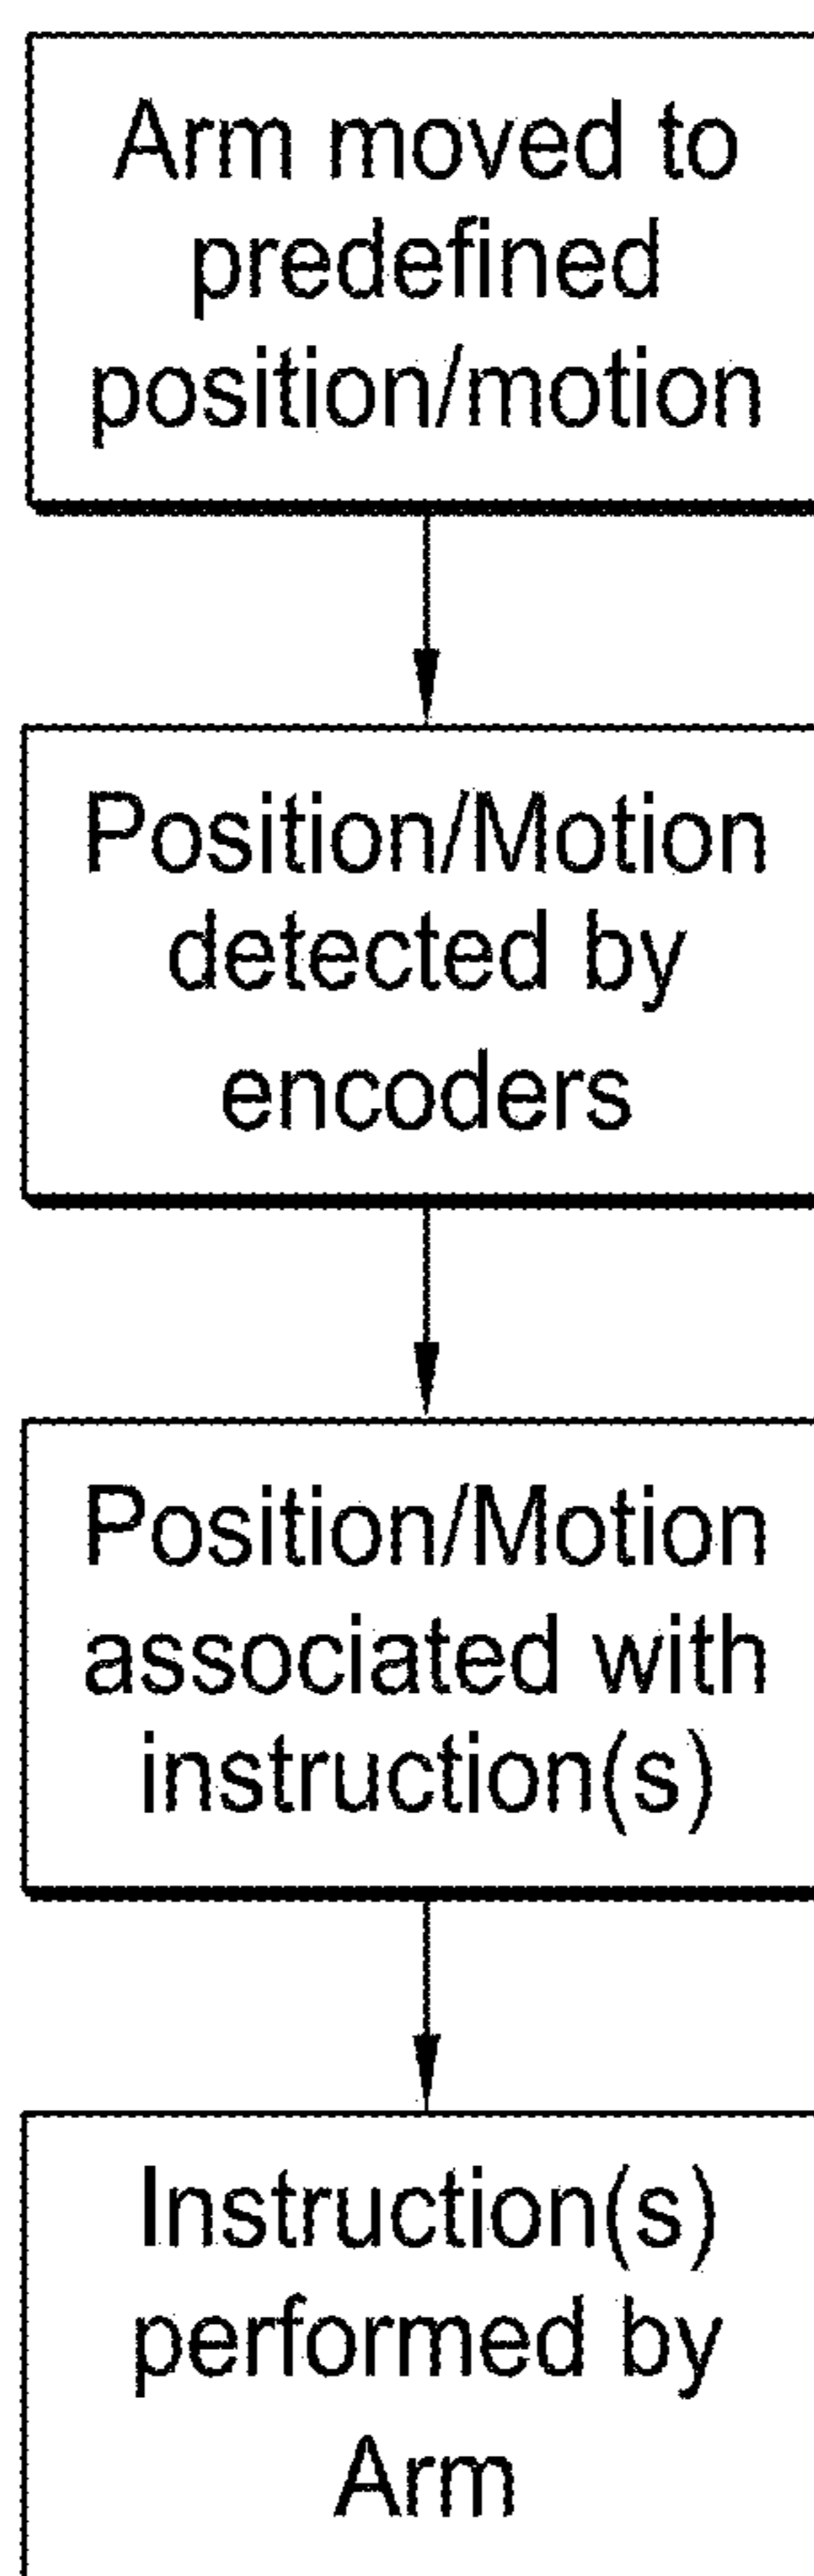 Arm moved to
predefined
position/motion
Position/Motion
detected by
encoders
Position/Motion
associated with
instruction(s)
Instruction(s)
performed by
Arm